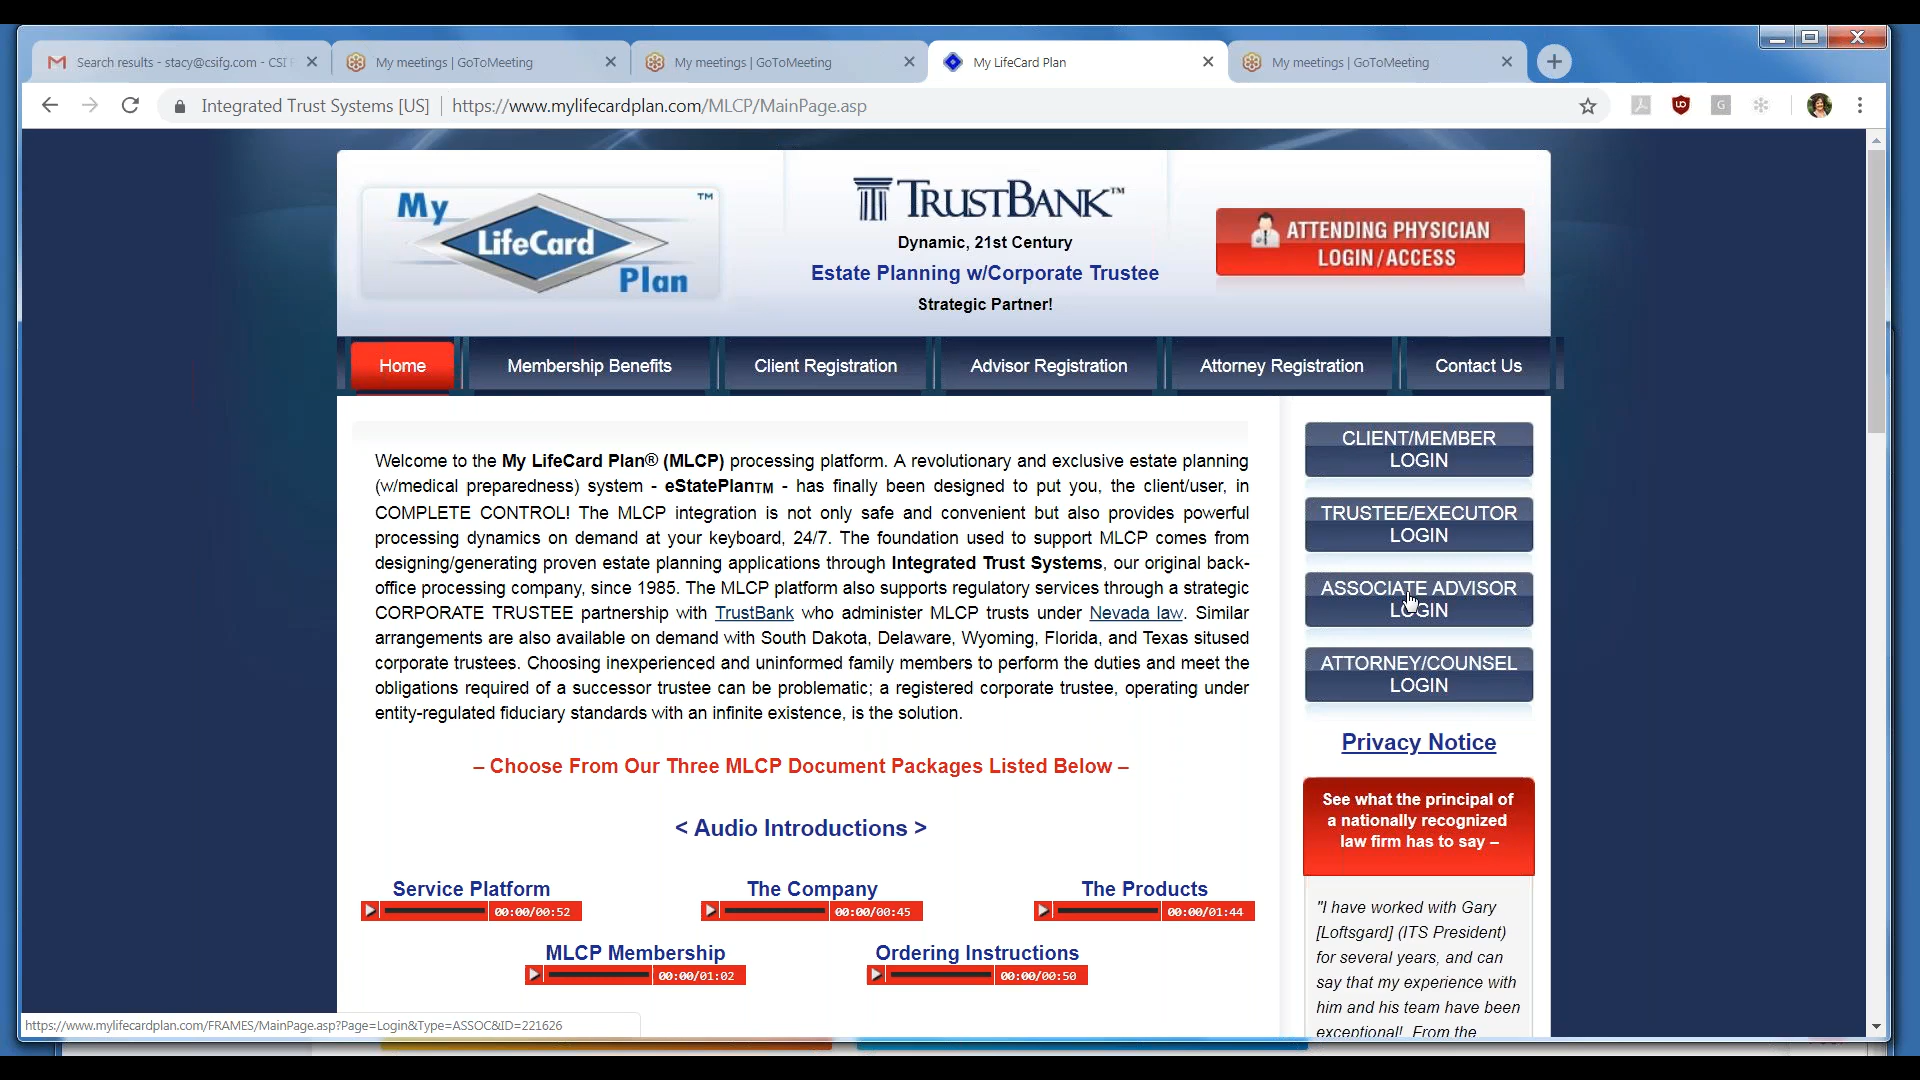 Search results - stacy@csifg.com - CSI
My meetings | GoToMeeting
My meetings | GoToMeeting
My LifeCard Plan
My meetings | GoToMeeting
Integrated Trust Systems [US] | https://www.mylifecardplan.com/MLCP/MainPage.asp
My LifeCard Plan ™
TRUSTBANK™
Dynamic, 21st Century
Estate Planning w/Corporate Trustee
Strategic Partner!
ATTENDING PHYSICIAN
LOGIN/ACCESS
Home
Membership Benefits
Client Registration
Advisor Registration
Attorney Registration
Contact Us
Welcome to the My LifeCard Plan® (MLCP) processing platform. A revolutionary and exclusive estate planning
(w/medical preparedness) system - eStatePlanTM - has finally been designed to put you, the client/user, in
COMPLETE CONTROL! The MLCP integration is not only safe and convenient but also provides powerful
processing dynamics on demand at your keyboard, 24/7. The foundation used to support MLCP comes from
designing/generating proven estate planning applications through Integrated Trust Systems, our original back-
office processing company, since 1985. The MLCP platform also supports regulatory services through a strategic
CORPORATE TRUSTEE partnership with TrustBank who administer MLCP trusts under Nevada law. Similar
arrangements are also available on demand with South Dakota, Delaware, Wyoming, Florida, and Texas sitused
corporate trustees. Choosing inexperienced and uninformed family members to perform the duties and meet the
obligations required of a successor trustee can be problematic; a registered corporate trustee, operating under
entity-regulated fiduciary standards with an infinite existence, is the solution.
– Choose From Our Three MLCP Document Packages Listed Below –
< Audio Introductions >
Service Platform
00:00/00:52
The Company
00:00/00:45
The Products
00:00/01:44
MLCP Membership
00:00/01:02
Ordering Instructions
00:00/00:50
CLIENT/MEMBER
LOGIN
TRUSTEE/EXECUTOR
LOGIN
ASSOCIATE ADVISOR
LOGIN
ATTORNEY/COUNSEL
LOGIN
Privacy Notice
See what the principal of
a nationally recognized
law firm has to say –
"I have worked with Gary
[Loftsgard] (ITS President)
for several years, and can
say that my experience with
him and his team have been
exceptional! From the
https://www.mylifecardplan.com/FRAMES/MainPage.asp?Page=Login&Type=ASSOC&ID=221626